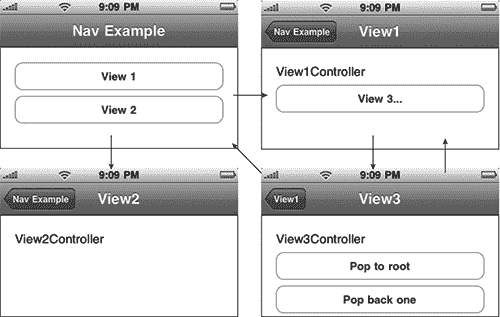 9:09 PM
Nav Example
View 1
View 2
9:09 PM
Nav Example
View1
View1Controller
View 3...
9:09 PM
Nav Example
View2
View2Controller
9:09 PM
View1
View3
View3Controller
Pop to root
Pop back one